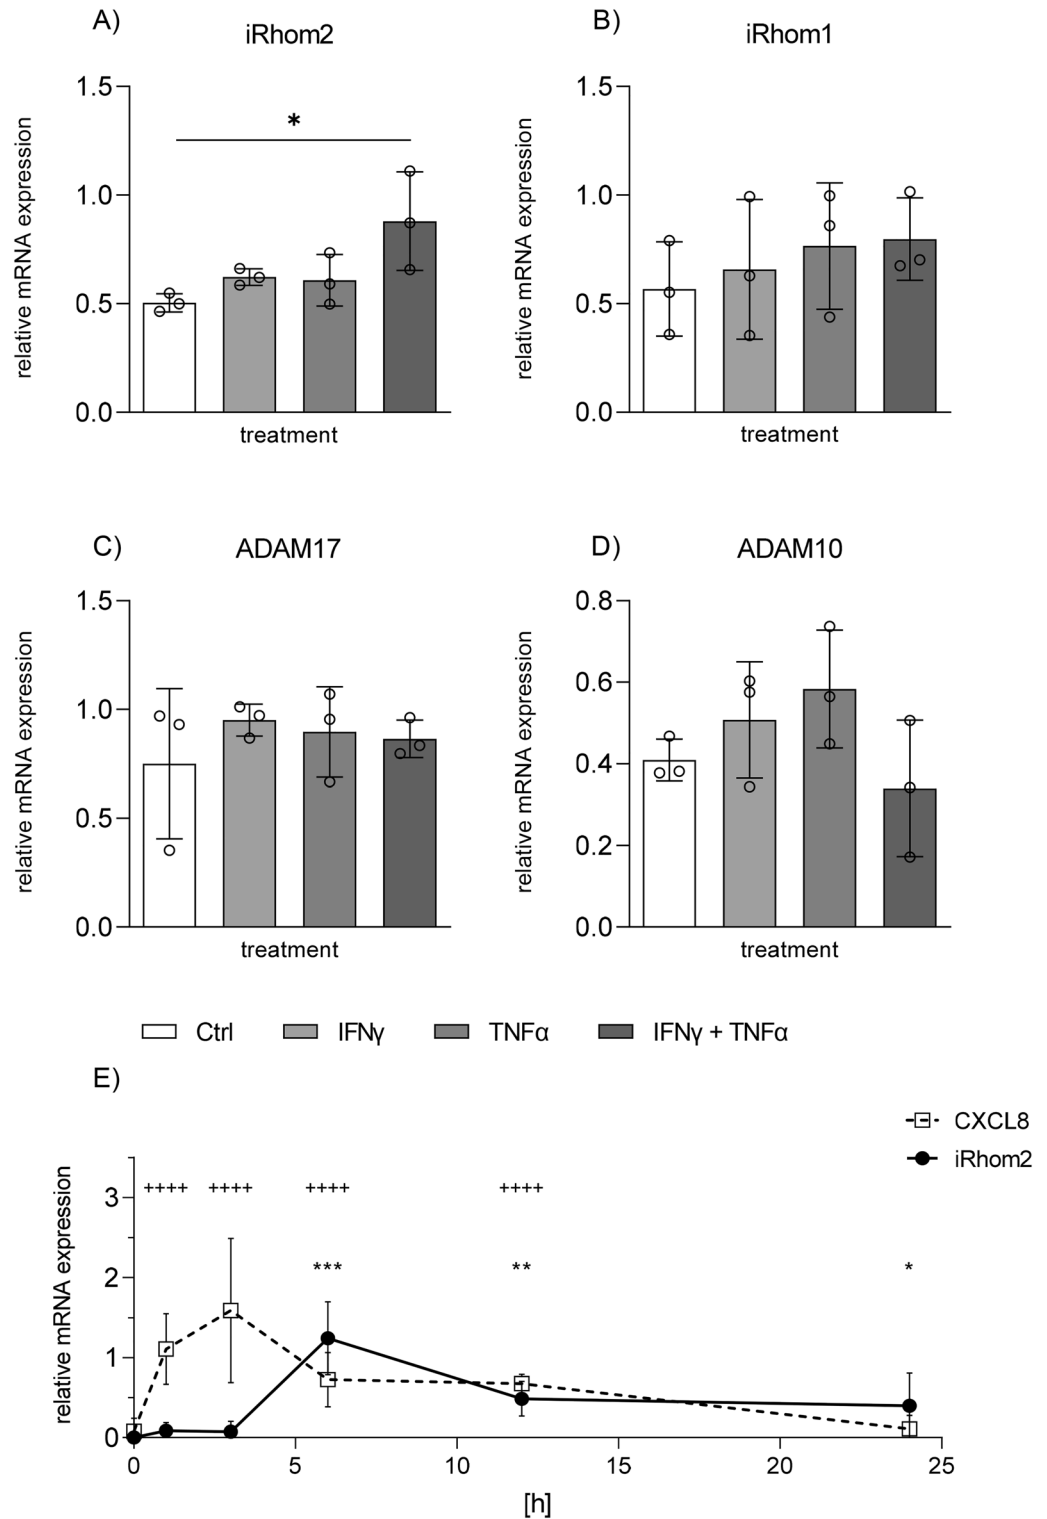 A)
iRhom2
relative mRNA expression
1.5
1.0
0.5
0.0
*
treatment
B)
iRhom1
relative mRNA expression
1.5
1.0
0.5
0.0
treatment
C)
ADAM17
relative mRNA expression
1.5
1.0
0.5
0.0
treatment
D)
ADAM10
relative mRNA expression
0.8
0.6
0.4
0.2
0.0
treatment
Ctrl
IFNγ
TNFα
IFNγ + TNFα
E)
CXCL8
iRhom2
relative mRNA expression
3
2
1
0
++++ ++++ ++++ ++++
*** ** *
0 5 10 15 20 25
[h]